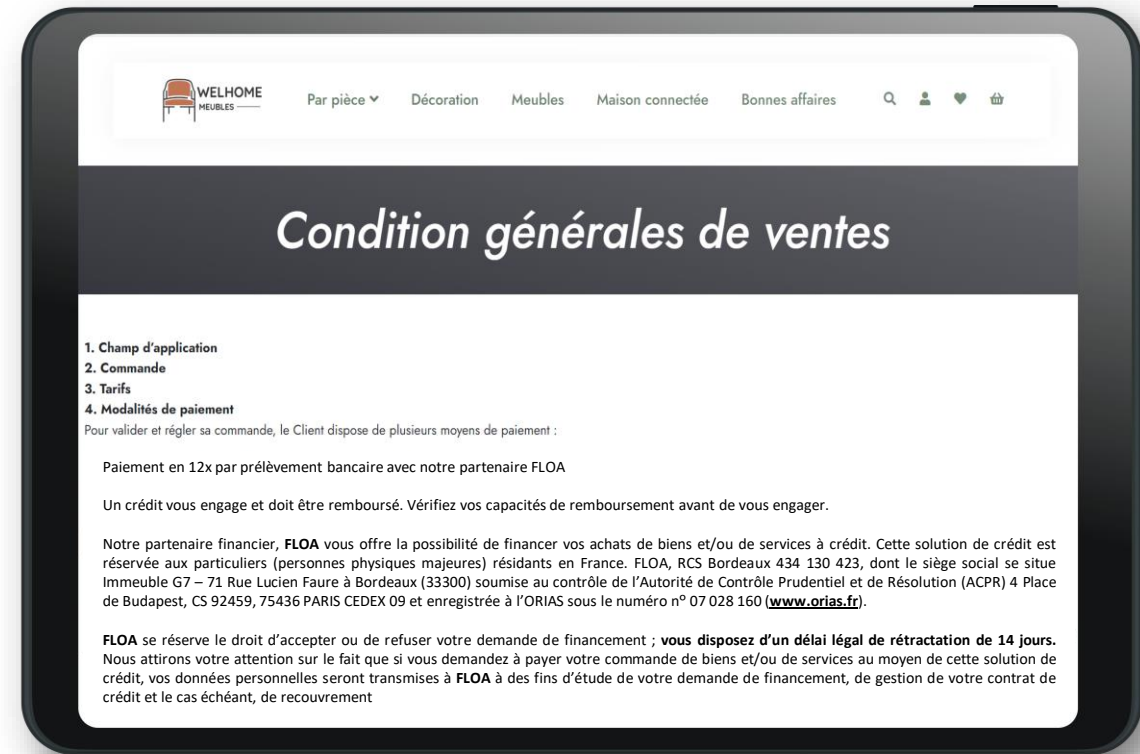 WELHOME
MEUBLES
Par pièce
Décoration
Meubles
Maison connectée
Bonnes affaires
Condition générales de ventes
1. Champ d’application
2. Commande
3. Tarifs
4. Modalités de paiement
Pour valider et régler sa commande, le Client dispose de plusieurs moyens de paiement :
Paiement en 12x par prélèvement bancaire avec notre partenaire FLOA
Un crédit vous engage et doit être remboursé. Vérifiez vos capacités de remboursement avant de vous engager.
Notre partenaire financier, FLOA vous offre la possibilité de financer vos achats de biens et/ou de services à crédit. Cette solution de crédit est
réservée aux particuliers (personnes physiques majeures) résidants en France. FLOA, RCS Bordeaux 434 130 423, dont le siège social se situe
Immeuble G7 – 71 Rue Lucien Faure à Bordeaux (33300) soumise au contrôle de l’Autorité de Contrôle Prudentiel et de Résolution (ACPR) 4 Place
de Budapest, CS 92459, 75436 PARIS CEDEX 09 et enregistrée à l’ORIAS sous le numéro n° 07 028 160 (www.orias.fr).
FLOA se réserve le droit d’accepter ou de refuser votre demande de financement ; vous disposez d’un délai légal de rétractation de 14 jours.
Nous attirons votre attention sur le fait que si vous demandez à payer votre commande de biens et/ou de services au moyen de cette solution de
crédit, vos données personnelles seront transmises à FLOA à des fins d’étude de votre demande de financement, de gestion de votre contrat de
crédit et le cas échéant, de recouvrement